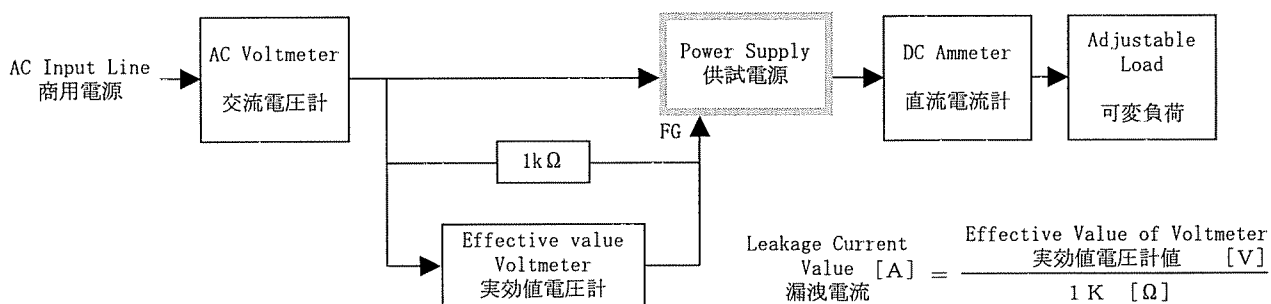 AC Input Line
商用電源
AC Voltmeter
交流電圧計
Power Supply
供試電源
DC Ammeter
直流電流計
Adjustable
Load
可変負荷
FG
1kΩ
Effective value
Voltmeter
実効値電圧計
Leakage Current
Value [A] =
漏洩電流
Effective Value of Voltmeter
実効値電圧計値 [V]
1 K [Ω]